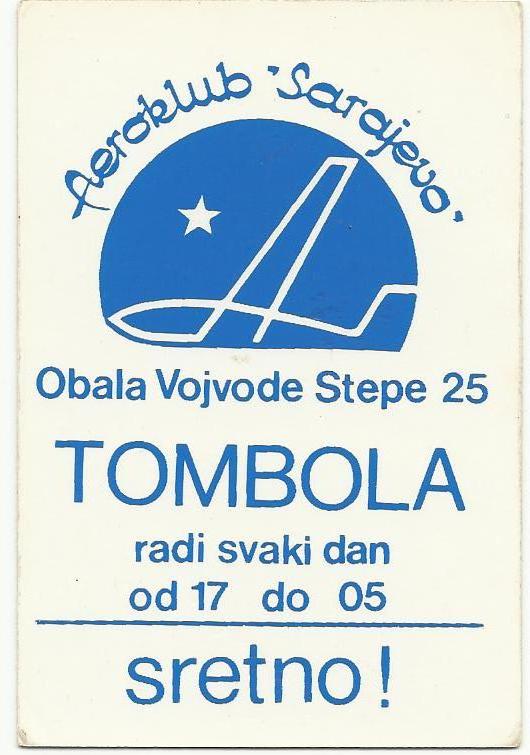 Aeroklub "Sarajevo"
Obala Vojvode Stepe 25
TOMBOLA
radi svaki dan
od 17 do 05
sretno!